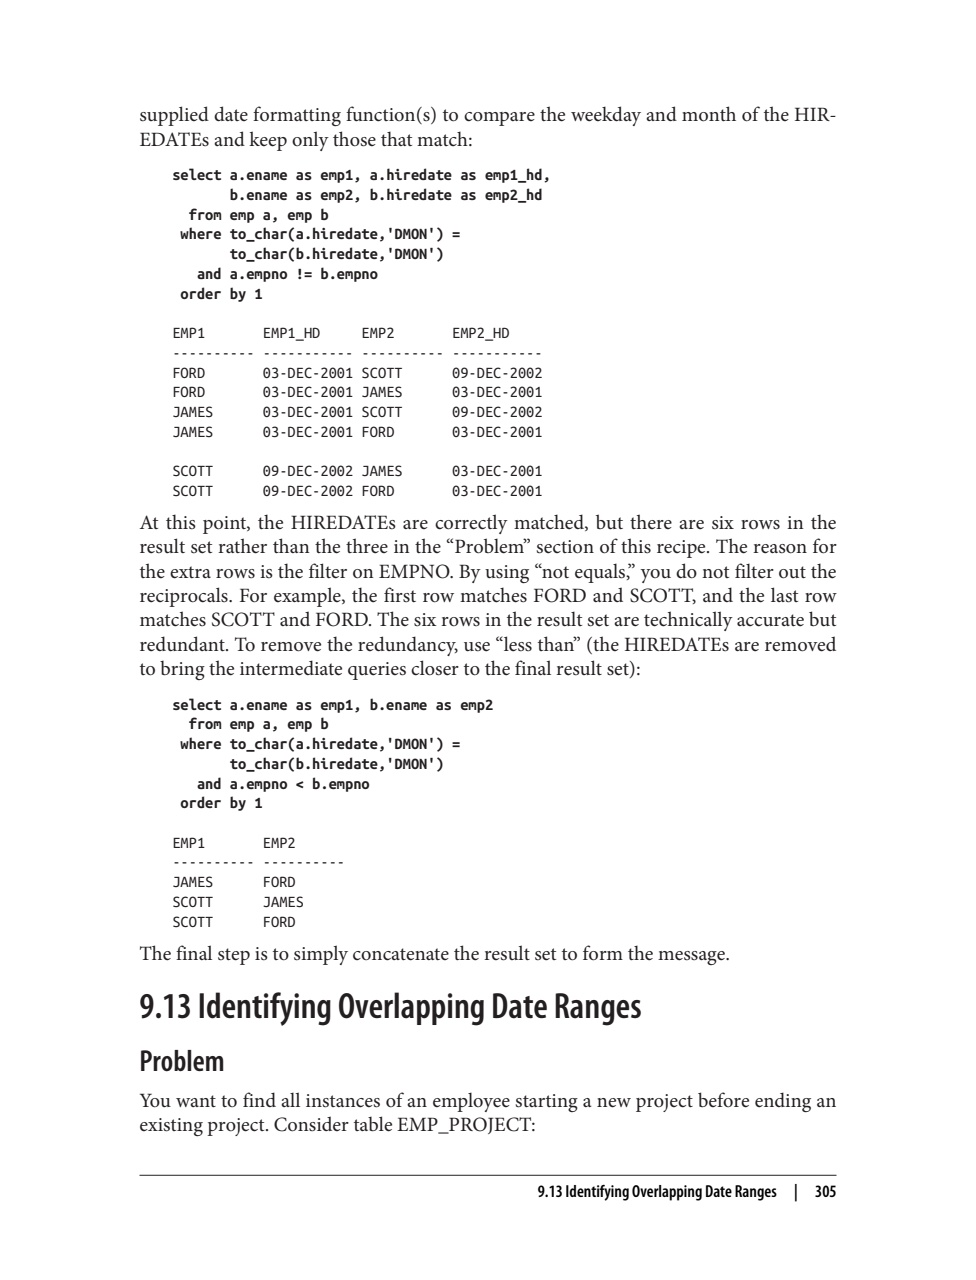 supplied date formatting function(s) to compare the weekday and month of the HIR-
EDATEs and keep only those that match:
select a.ename as emp1, a.hiredate as emp1_hd,
       b.ename as emp2, b.hiredate as emp2_hd
  from emp a, emp b
 where to_char(a.hiredate,'DMON') =
       to_char(b.hiredate,'DMON')
   and a.empno != b.empno
 order by 1
EMP1       EMP1_HD     EMP2       EMP2_HD
---------- ----------- ---------- -----------
FORD       03-DEC-2001 SCOTT      09-DEC-2002
FORD       03-DEC-2001 JAMES      03-DEC-2001
JAMES      03-DEC-2001 SCOTT      09-DEC-2002
JAMES      03-DEC-2001 FORD       03-DEC-2001
SCOTT      09-DEC-2002 JAMES      03-DEC-2001
SCOTT      09-DEC-2002 FORD       03-DEC-2001
At this point, the HIREDATEs are correctly matched, but there are six rows in the
result set rather than the three in the “Problem” section of this recipe. The reason for
the extra rows is the filter on EMPNO. By using “not equals,” you do not filter out the
reciprocals. For example, the first row matches FORD and SCOTT, and the last row
matches SCOTT and FORD. The six rows in the result set are technically accurate but
redundant. To remove the redundancy, use “less than” (the HIREDATEs are removed
to bring the intermediate queries closer to the final result set):
select a.ename as emp1, b.ename as emp2
  from emp a, emp b
 where to_char(a.hiredate,'DMON') =
       to_char(b.hiredate,'DMON')
   and a.empno < b.empno
 order by 1
EMP1       EMP2
---------- ----------
JAMES      FORD
SCOTT      JAMES
SCOTT      FORD
The final step is to simply concatenate the result set to form the message.
9.13 Identifying Overlapping Date Ranges
Problem
You want to find all instances of an employee starting a new project before ending an
existing project. Consider table EMP_PROJECT:
9.13 Identifying Overlapping Date Ranges | 305